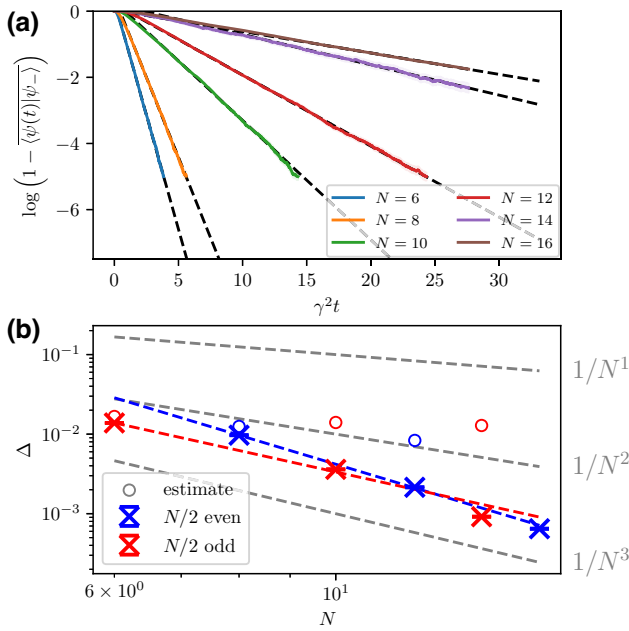 (a)
log (1 − \overline{⟨ψ(t)|ψ₋⟩})
0
−2
−4
−6
N = 6
N = 8
N = 10
N = 12
N = 14
N = 16
0 5 10 15 20 25 30
γ²t
(b)
Δ
10⁻¹
10⁻²
10⁻³
1/N¹
1/N²
1/N³
estimate
N/2 even
N/2 odd
6 × 10⁰ 10¹
N